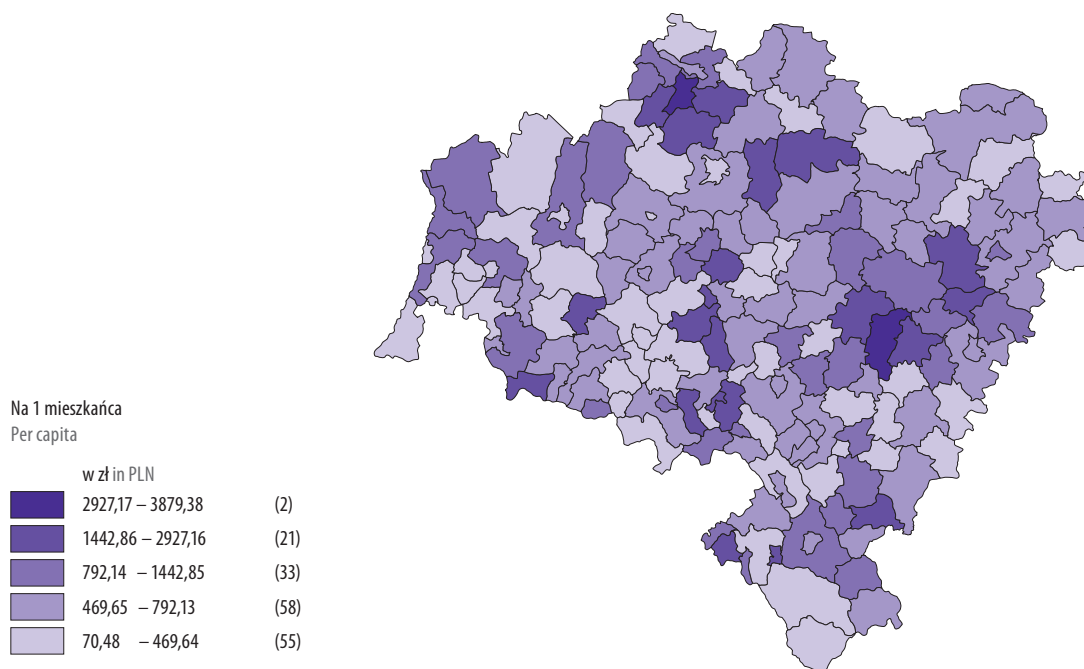 Na 1 mieszkańca
Per capita
w zł in PLN
2927,17 – 3879,38 (2)
1442,86 – 2927,16 (21)
792,14 – 1442,85 (33)
469,65 – 792,13 (58)
70,48 – 469,64 (55)